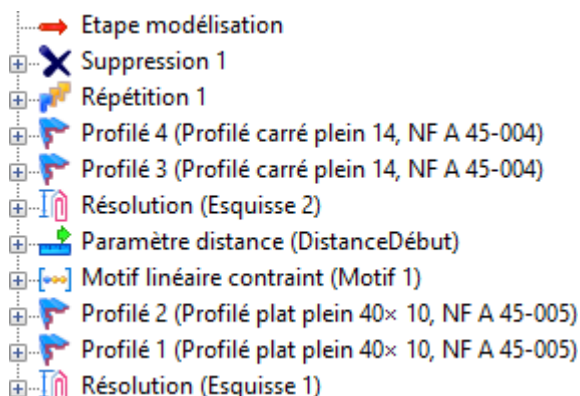 Etape modélisation
Suppression 1
Répétition 1
Profilé 4 (Profilé carré plein 14, NF A 45-004)
Profilé 3 (Profilé carré plein 14, NF A 45-004)
Résolution (Esquisse 2)
Paramètre distance (DistanceDébut)
Motif linéaire contraint (Motif 1)
Profilé 2 (Profilé plat plein 40× 10, NF A 45-005)
Profilé 1 (Profilé plat plein 40× 10, NF A 45-005)
Résolution (Esquisse 1)